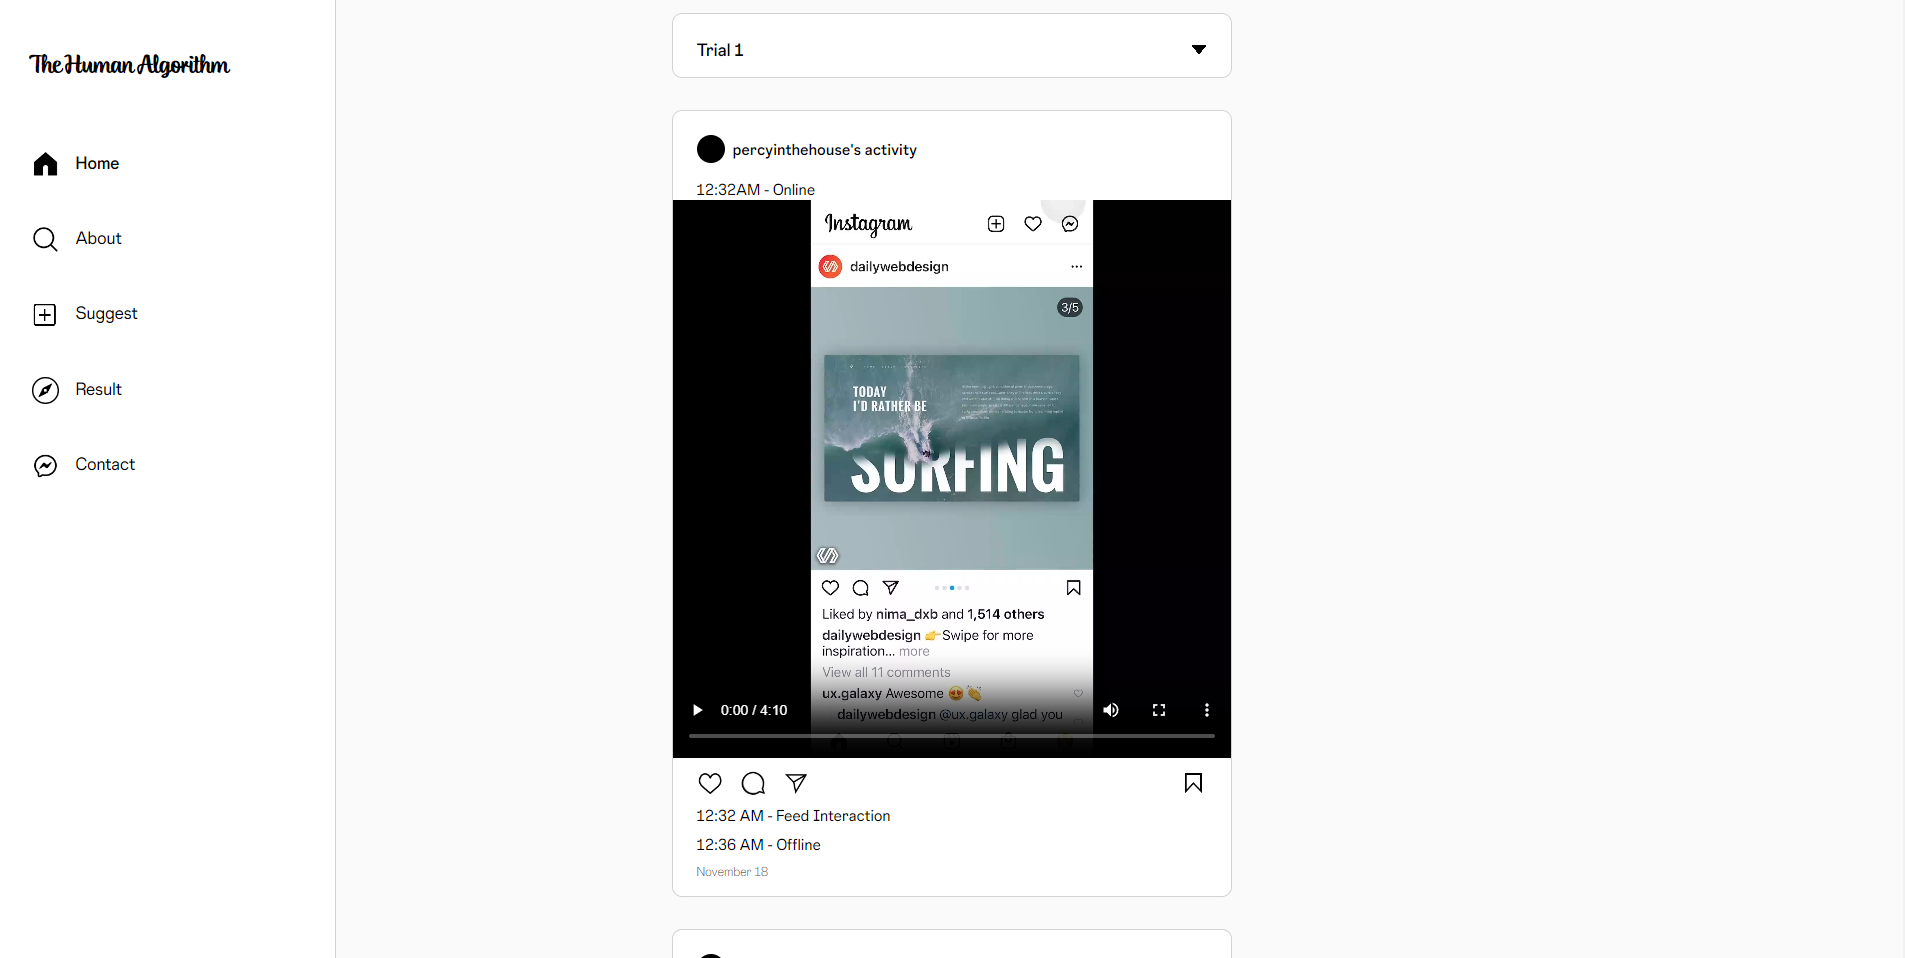 The Human Algorithm
Home
About
Suggest
Result
Contact
Trial 1
percyinthehouse's activity
12:32AM - Online
Instagram
dailywebdesign
3/5
TODAY
I'D RATHER BE
SURFING
Liked by nima_dxb and 1,514 others
dailywebdesign 👉Swipe for more
inspiration... more
View all 11 comments
ux.galaxy Awesome 😍👏
dailywebdesign @ux.galaxy glad you
0:00 / 4:10
12:32 AM - Feed Interaction
12:36 AM - Offline
November 18